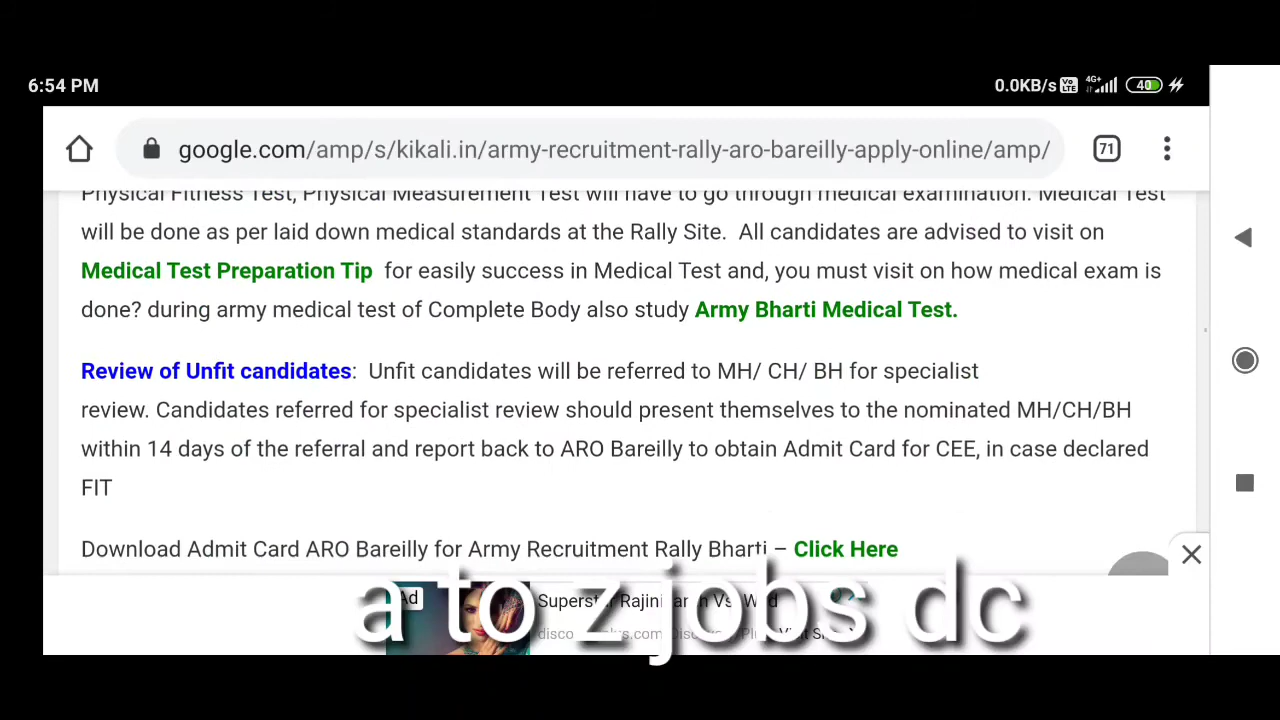 6:54 PM
0.0KB/s Vo LTE 4G+ 40
google.com/amp/s/kikali.in/army-recruitment-rally-aro-bareilly-apply-online/amp/
71
Physical Fitness Test, Physical Measurement Test will have to go through medical examination. Medical Test
will be done as per laid down medical standards at the Rally Site. All candidates are advised to visit on
Medical Test Preparation Tip for easily success in Medical Test and, you must visit on how medical exam is
done? during army medical test of Complete Body also study Army Bharti Medical Test.
Review of Unfit candidates: Unfit candidates will be referred to MH/ CH/ BH for specialist
review. Candidates referred for specialist review should present themselves to the nominated MH/CH/BH
within 14 days of the referral and report back to ARO Bareilly to obtain Admit Card for CEE, in case declared
FIT
Download Admit Card ARO Bareilly for Army Recruitment Rally Bharti – Click Here
Ad
Superstar
a to z jobs dc